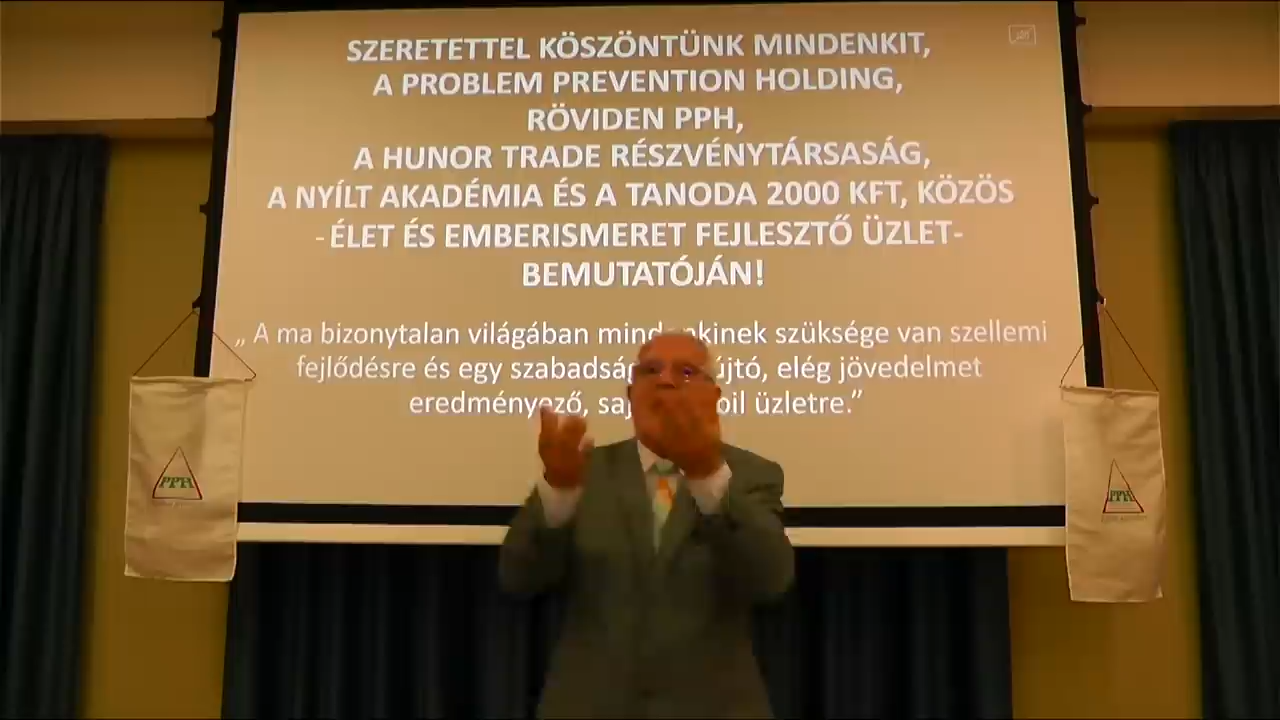 SZERETETTEL KÖSZÖNTÜNK MINDENKIT,
A PROBLEM PREVENTION HOLDING,
RÖVIDEN PPH,
A HUNOR TRADE RÉSZVÉNYTÁRSASÁG,
A NYÍLT AKADÉMIA ÉS A TANODA 2000 KFT, KÖZÖS
- ÉLET ÉS EMBERISMERET FEJLESZTŐ ÜZLET-
BEMUTATÓJÁN!
„ A ma bizonytalan világában mindenkinek szüksége van szellemi
fejlődésre és egy elég jövedelmet
eredményező, üzletre.”
PPH
PPH